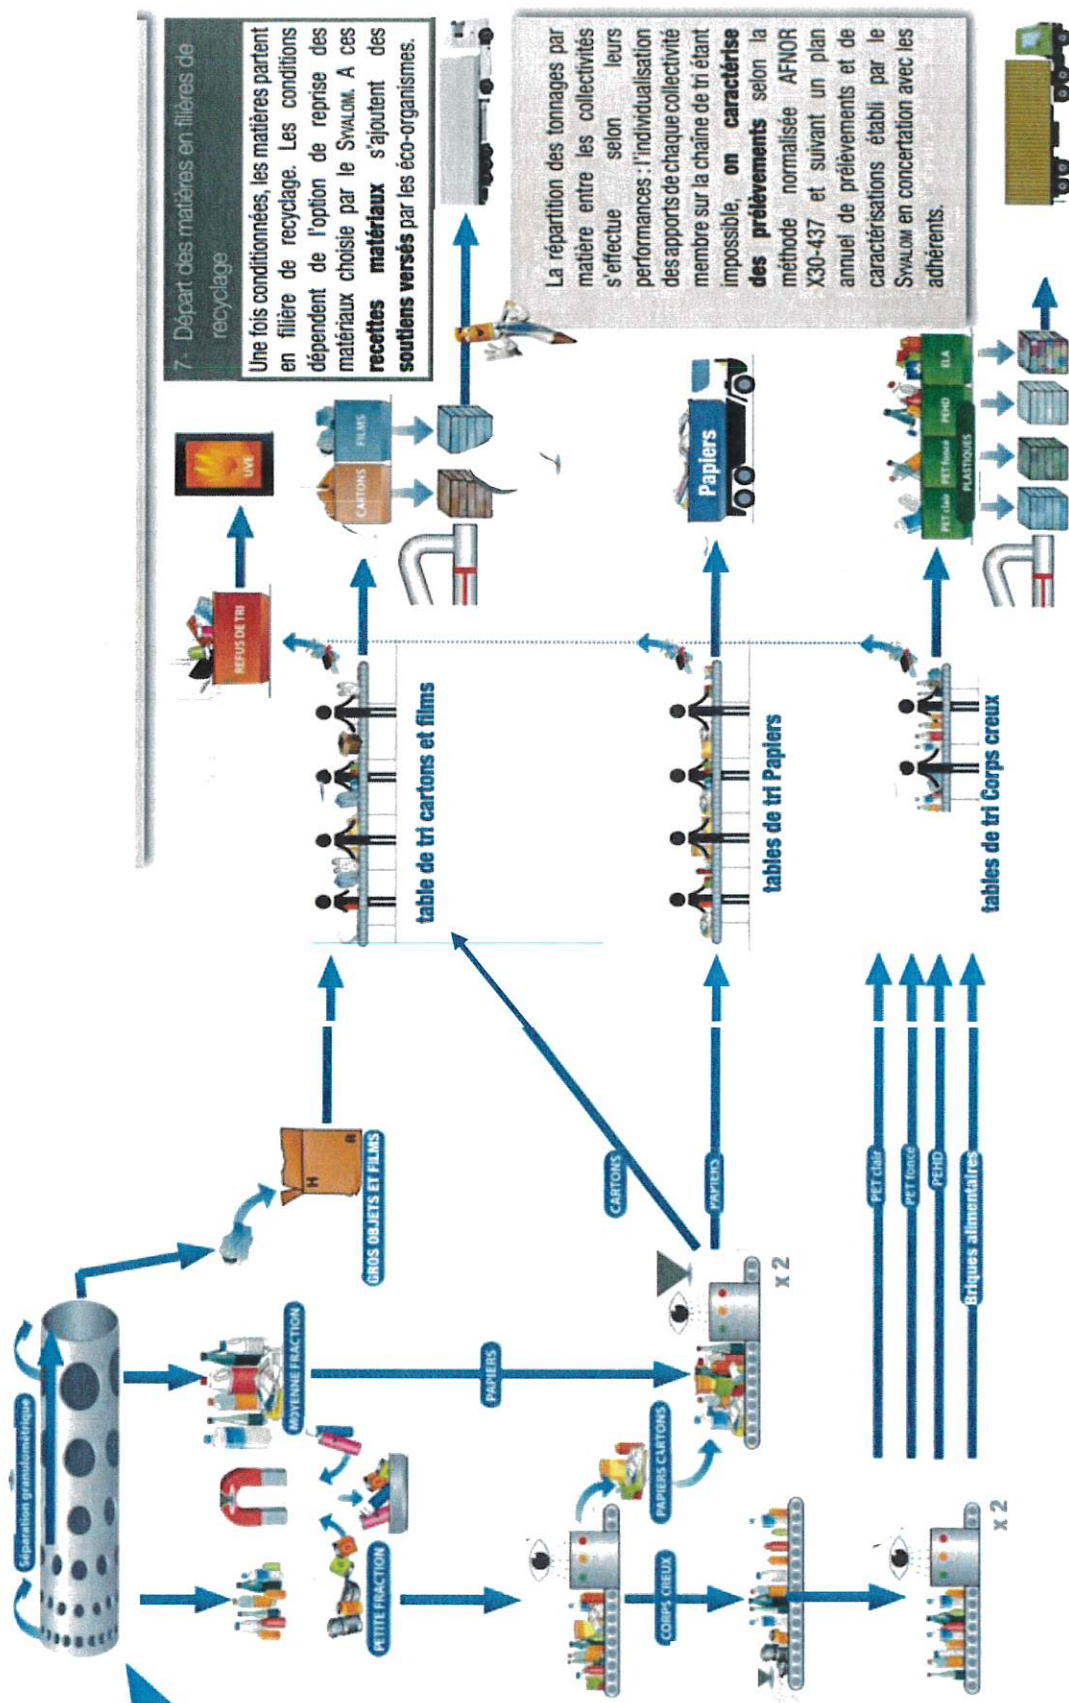 Séparation granulométrique
PETITE FRACTION
MOYENNE FRACTION
GROS OBJETS ET FILMS
PAPIERS
CORPS CREUX
PAPIERS CARTONS
x 2
x 2
CARTONS
PAPIERS
PET clair
PET foncé
PEHD
Briques alimentaires
table de tri cartons et films
tables de tri Papiers
tables de tri Corps creux
REFUS DE TRI
UVE
CARTONS
FILMS
Papiers
PET clair
PET foncé
PEHD
ELA
PLASTIQUES
7- Départ des matières en filières de
recyclage
Une fois conditionnées, les matières partent
en filière de recyclage. Les conditions
dépendent de l'option de reprise des
matériaux choisie par le SYVALOM. A ces
recettes matériaux s'ajoutent des
soutiens versés par les éco-organismes.
La répartition des tonnages par
matière entre les collectivités
s'effectue selon leurs
performances : l'individualisation
des apports de chaque collectivité
membre sur la chaîne de tri étant
impossible, on caractérise
des prélèvements selon la
méthode normalisée AFNOR
X30-437 et suivant un plan
annuel de prélèvements et de
caractérisations établi par le
SYVALOM en concertation avec les
adhérents.